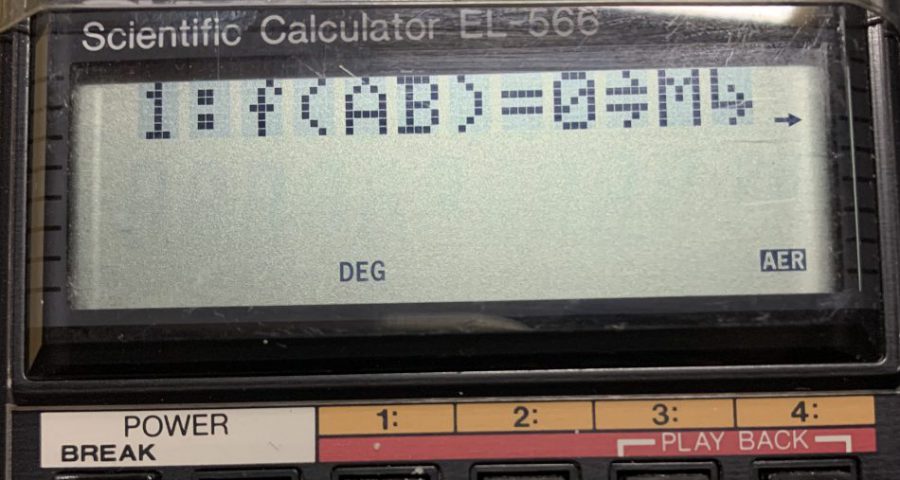 Scientific Calculator EL-566
1:f(AB)=0⇒M↳ →
DEG AER
POWER 1: 2: 3: 4:
BREAK PLAY BACK